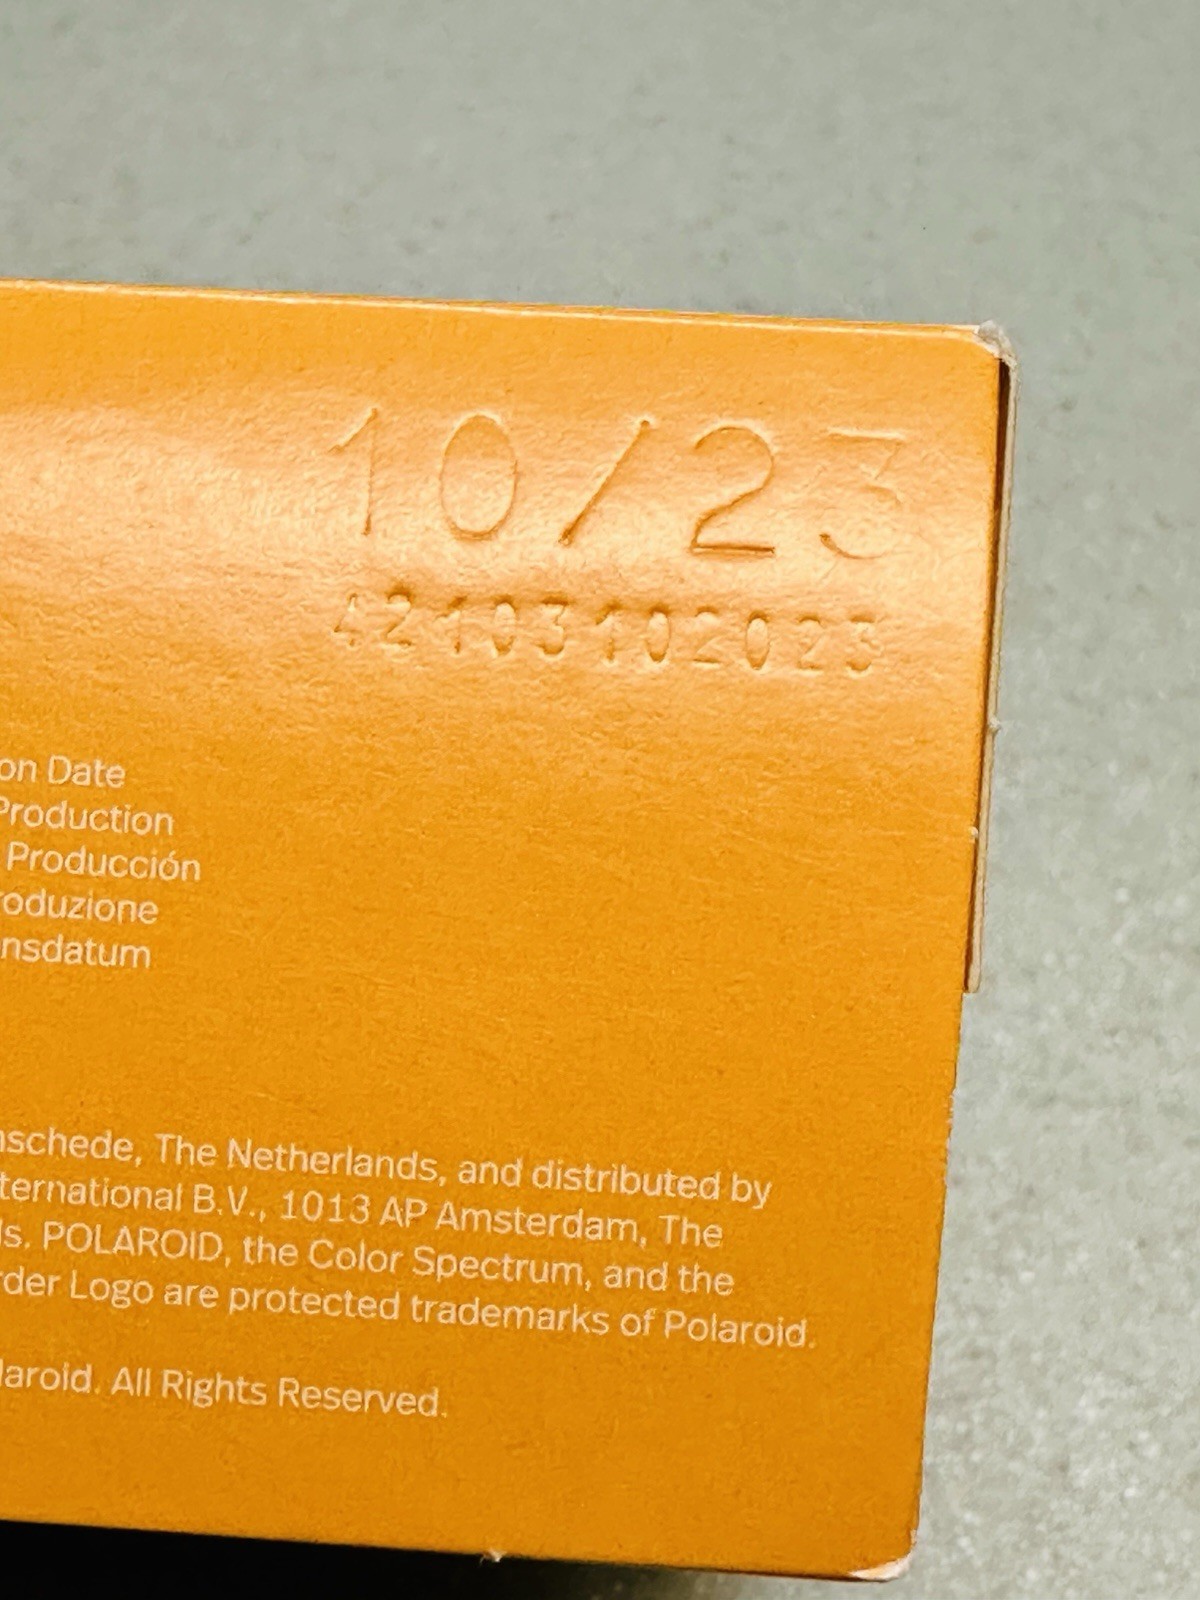 10/23
42103102023
on Date
Production
Producción
roduzione
nsdatum
nschede, The Netherlands, and distributed by
ternational B.V., 1013 AP Amsterdam, The
ds. POLAROID, the Color Spectrum, and the
rder Logo are protected trademarks of Polaroid.
laroid. All Rights Reserved.